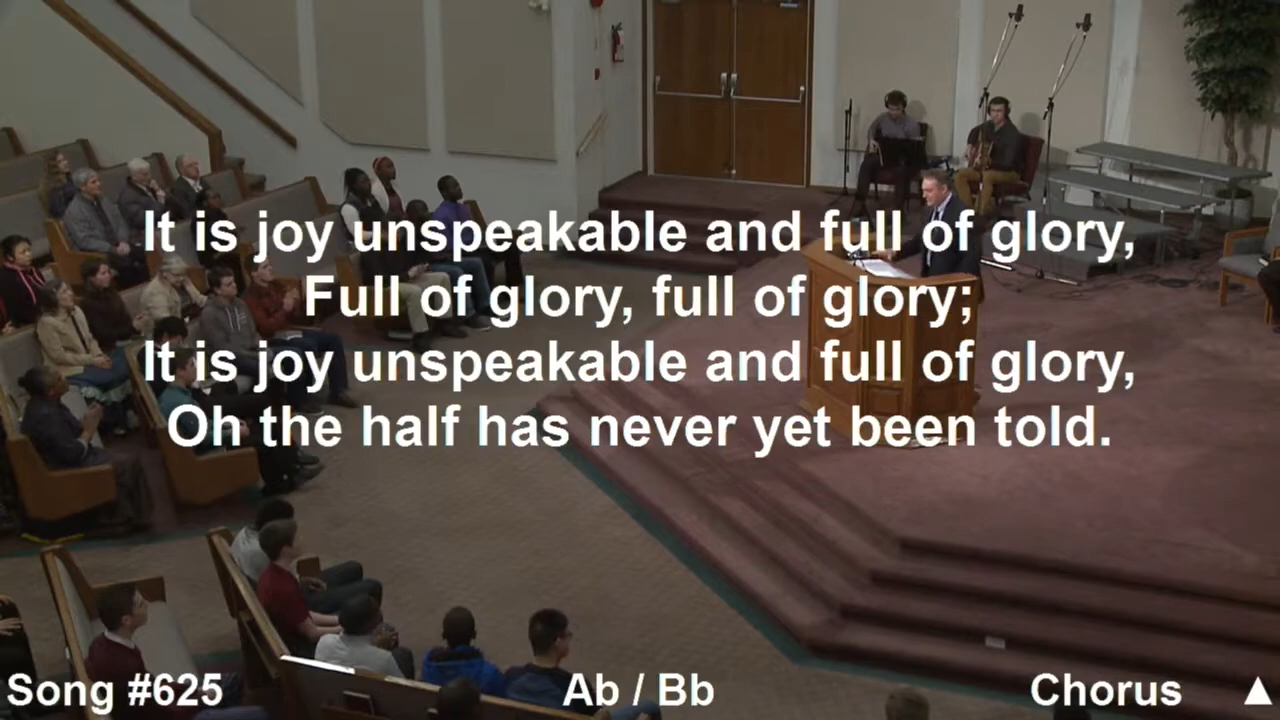 It is joy unspeakable and full of glory,
Full of glory, full of glory;
It is joy unspeakable and full of glory,
Oh the half has never yet been told.
Song #625 Ab / Bb Chorus ▲